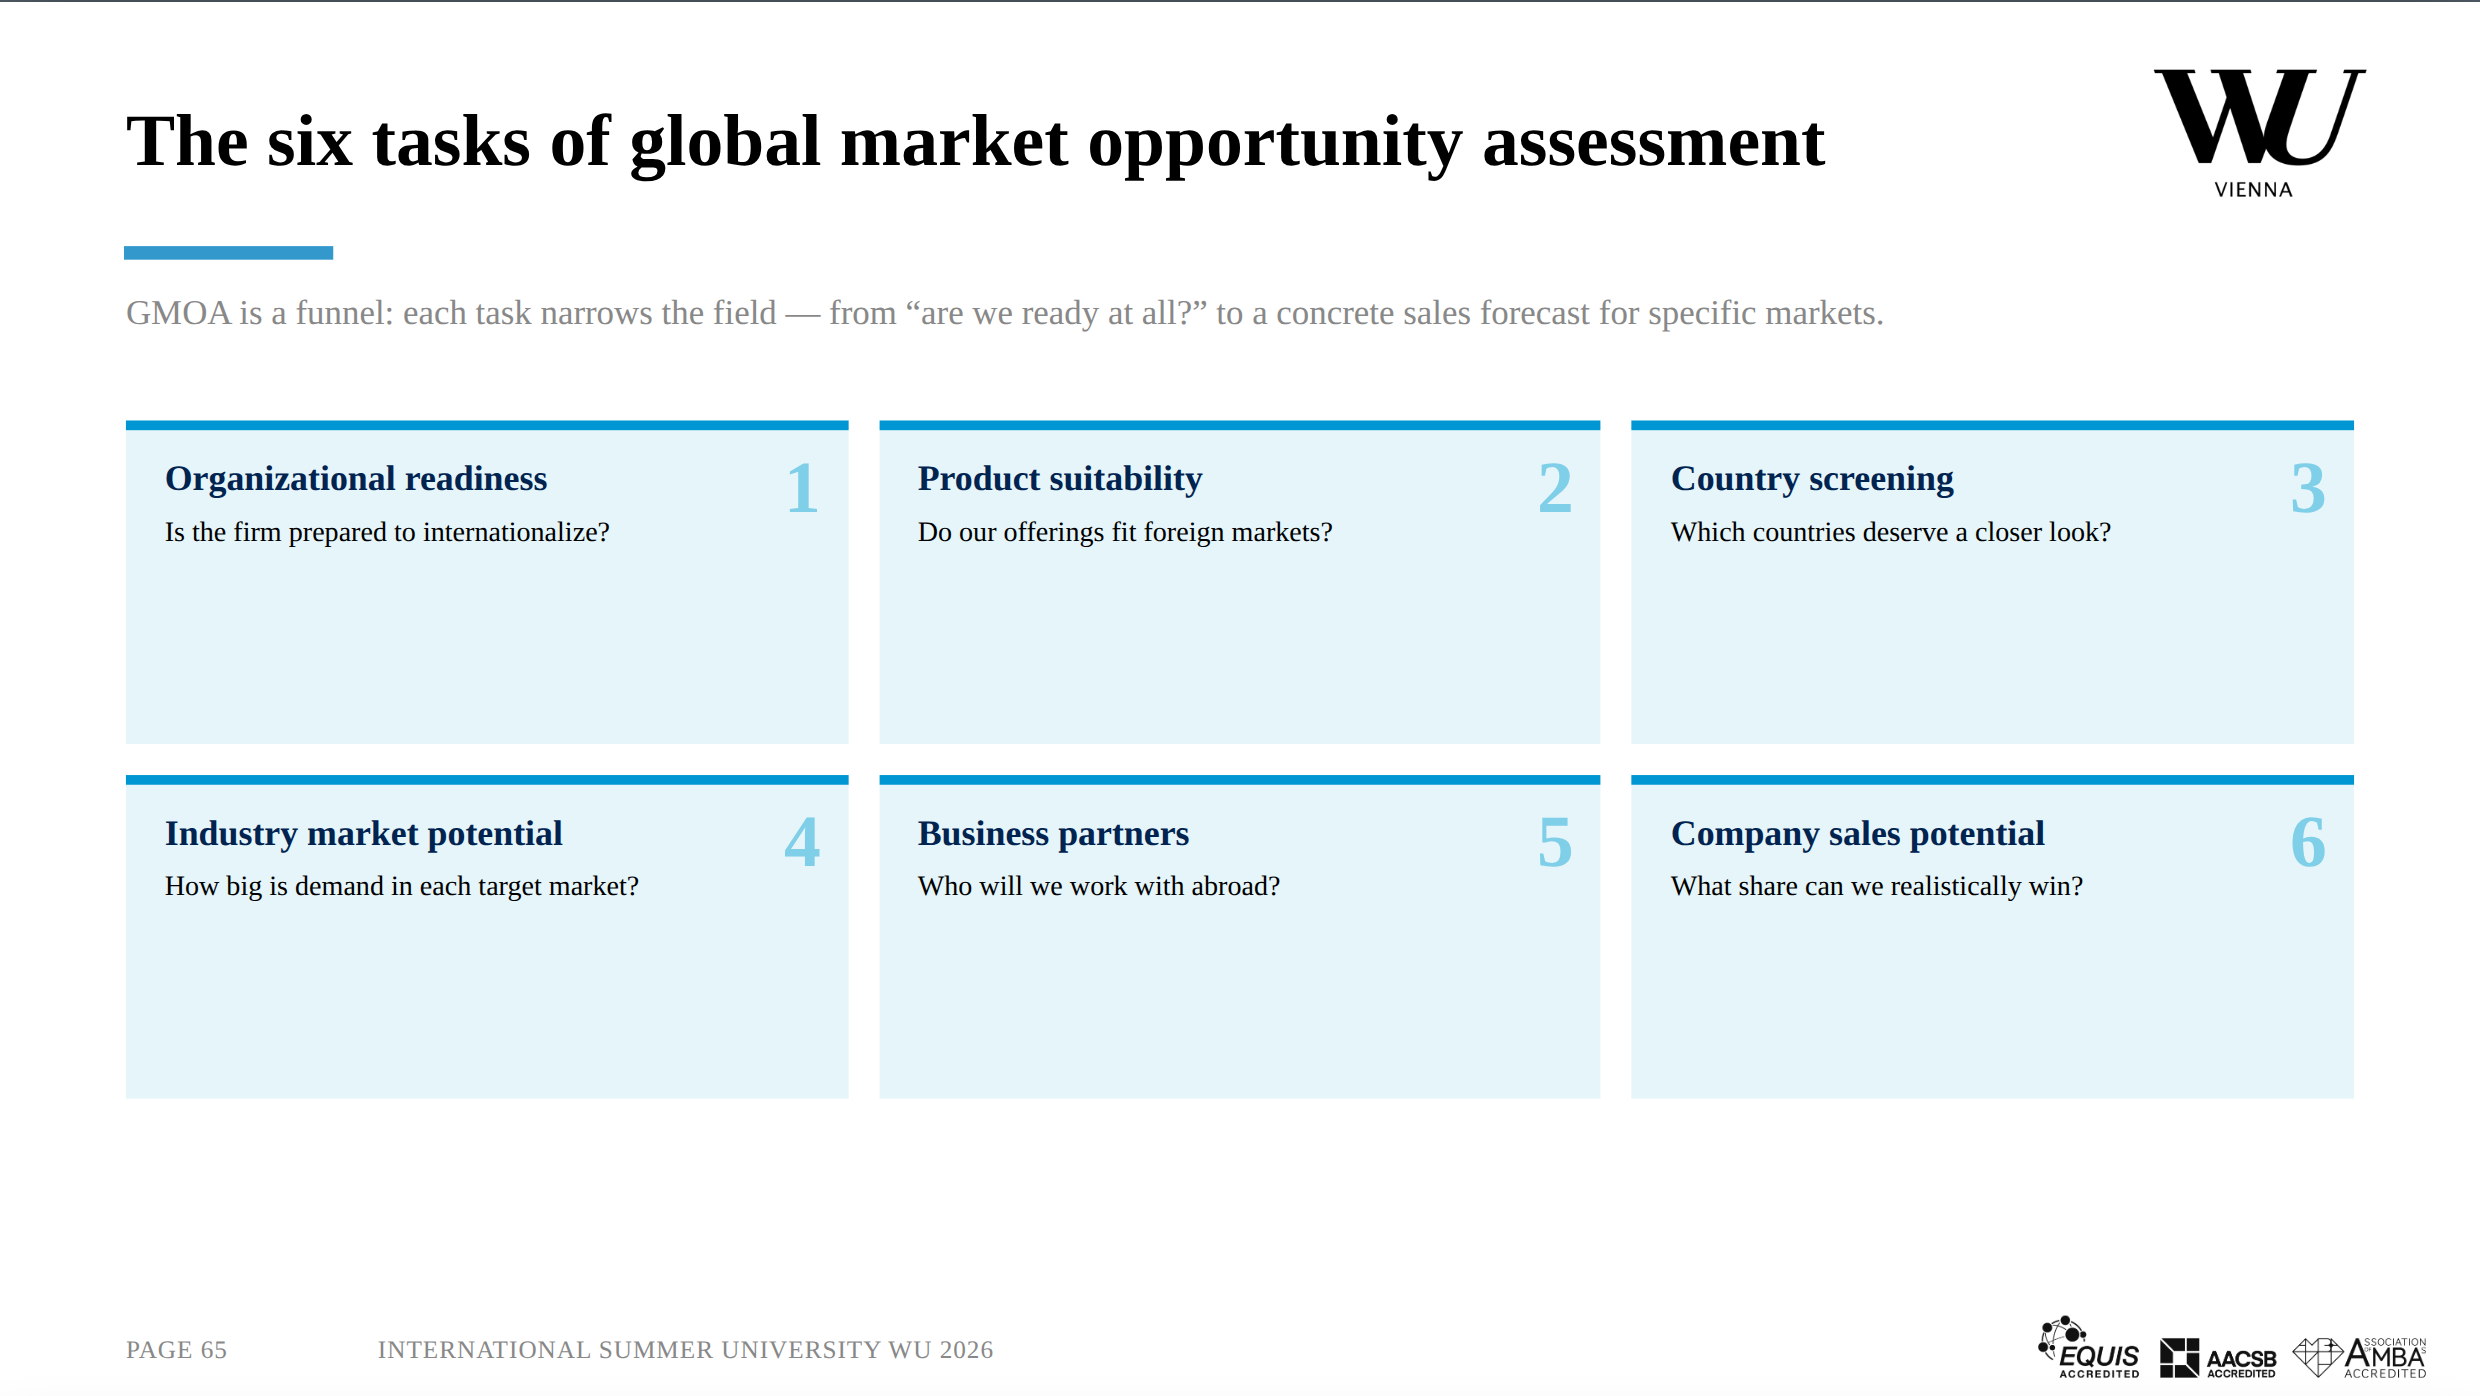 The six tasks of global market opportunity assessment
WU
VIENNA
GMOA is a funnel: each task narrows the field — from “are we ready at all?” to a concrete sales forecast for specific markets.
Organizational readiness
1
Is the firm prepared to internationalize?
Product suitability
2
Do our offerings fit foreign markets?
Country screening
3
Which countries deserve a closer look?
Industry market potential
4
How big is demand in each target market?
Business partners
5
Who will we work with abroad?
Company sales potential
6
What share can we realistically win?
PAGE 65
INTERNATIONAL SUMMER UNIVERSITY WU 2026
EQUIS
ACCREDITED
AACSB
ACCREDITED
ASSOCIATION
OF
MBAS
ACCREDITED